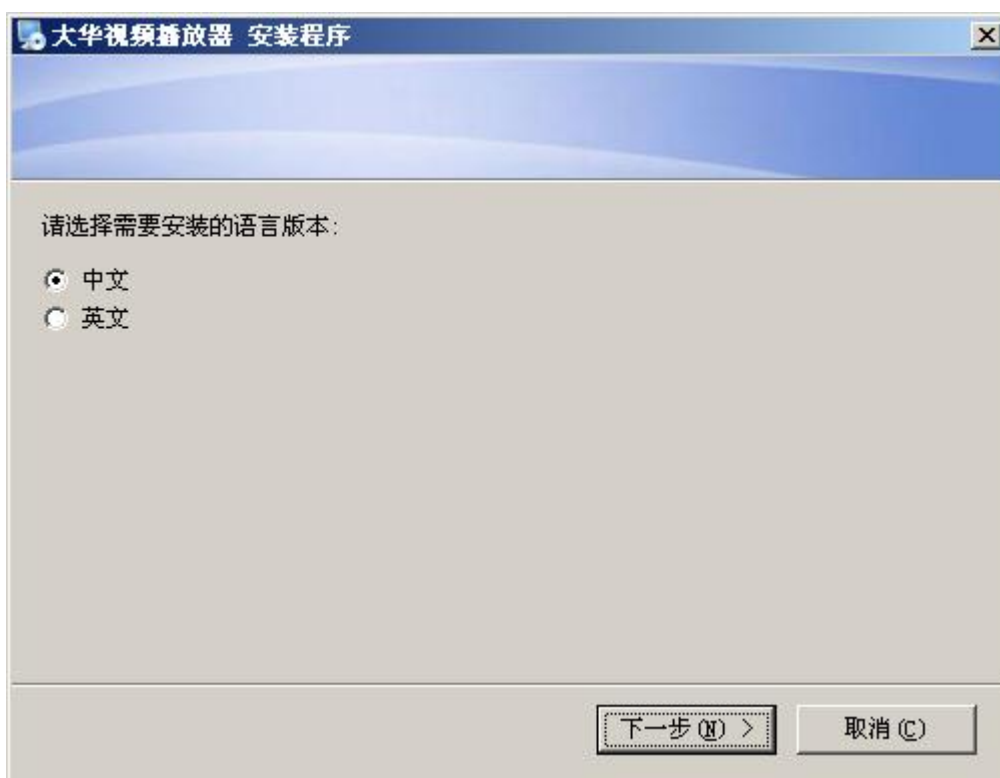 大华视频播放器 安装程序
请选择需要安装的语言版本:
中文
英文
下一步(N) >
取消(C)